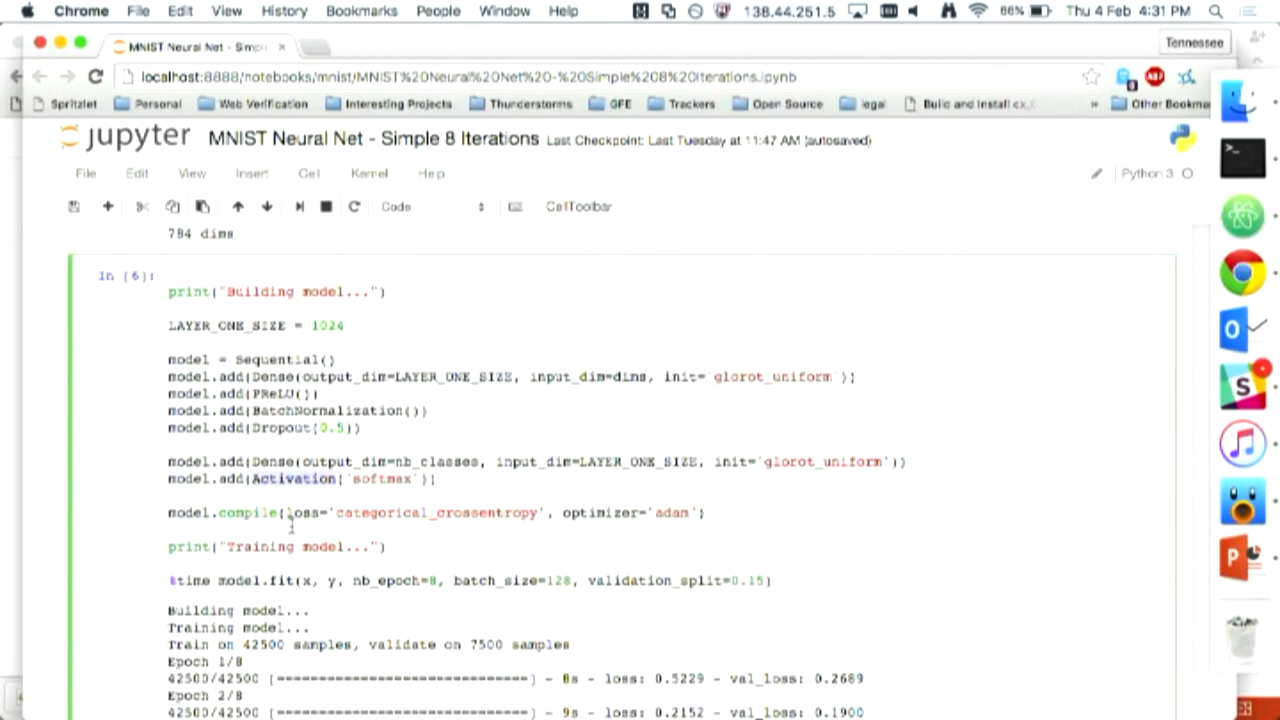 Chrome File Edit View History Bookmarks People Window Help 138.44.251.5 66% Thu 4 Feb 4:31 PM
MNIST Neural Net - Simpl Tennessee
localhost:8888/notebooks/mnist/MNIST%20Neural%20Net%20-%20Simple%208%20Iterations.ipynb
Spritzlet Personal Web Verification Interesting Projects Thunderstorms GFE Trackers Open Source legal Build and Install cx_ » Other Bookma
jupyter MNIST Neural Net - Simple 8 Iterations Last Checkpoint: Last Tuesday at 11:47 AM (autosaved)
File Edit View Insert Cell Kernel Help Python 3
Code CellToolbar
784 dims
In [6]:
print("Building model...")
LAYER_ONE_SIZE = 1024
model = Sequential()
model.add(Dense(output_dim=LAYER_ONE_SIZE, input_dim=dims, init='glorot_uniform'))
model.add(PReLU())
model.add(BatchNormalization())
model.add(Dropout(0.5))
model.add(Dense(output_dim=nb_classes, input_dim=LAYER_ONE_SIZE, init='glorot_uniform'))
model.add(Activation('softmax'))
model.compile(loss='categorical_crossentropy', optimizer='adam')
print("Training model...")
%time model.fit(x, y, nb_epoch=8, batch_size=128, validation_split=0.15)
Building model...
Training model...
Train on 42500 samples, validate on 7500 samples
Epoch 1/8
42500/42500 [==============================] - 8s - loss: 0.5229 - val_loss: 0.2689
Epoch 2/8
42500/42500 [==============================] - 9s - loss: 0.2152 - val_loss: 0.1900